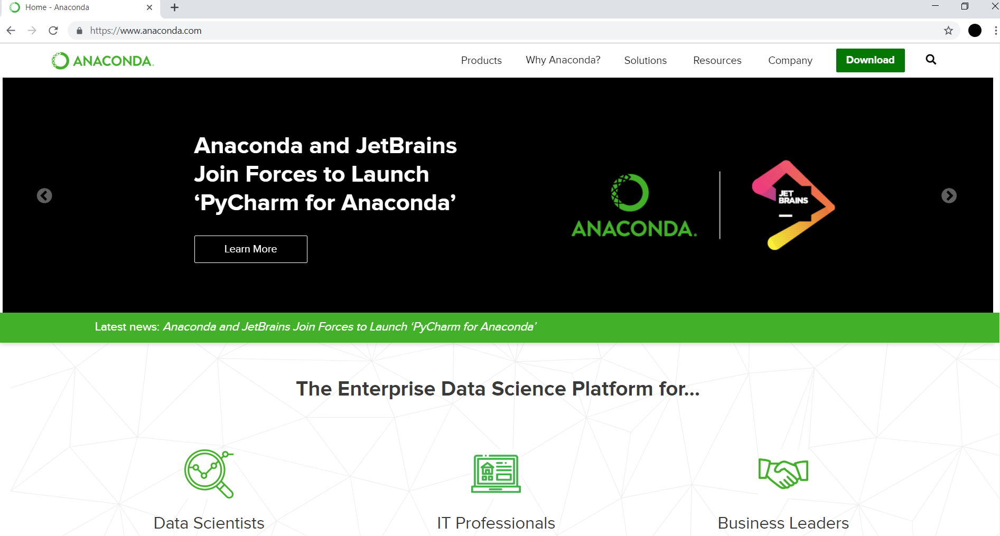 Home - Anaconda
https://www.anaconda.com
ANACONDA.
Products Why Anaconda? Solutions Resources Company Download
Anaconda and JetBrains
Join Forces to Launch
‘PyCharm for Anaconda’
Learn More
ANACONDA.
JET
BRAINS
Latest news: Anaconda and JetBrains Join Forces to Launch ‘PyCharm for Anaconda’
The Enterprise Data Science Platform for...
Data Scientists
IT Professionals
Business Leaders